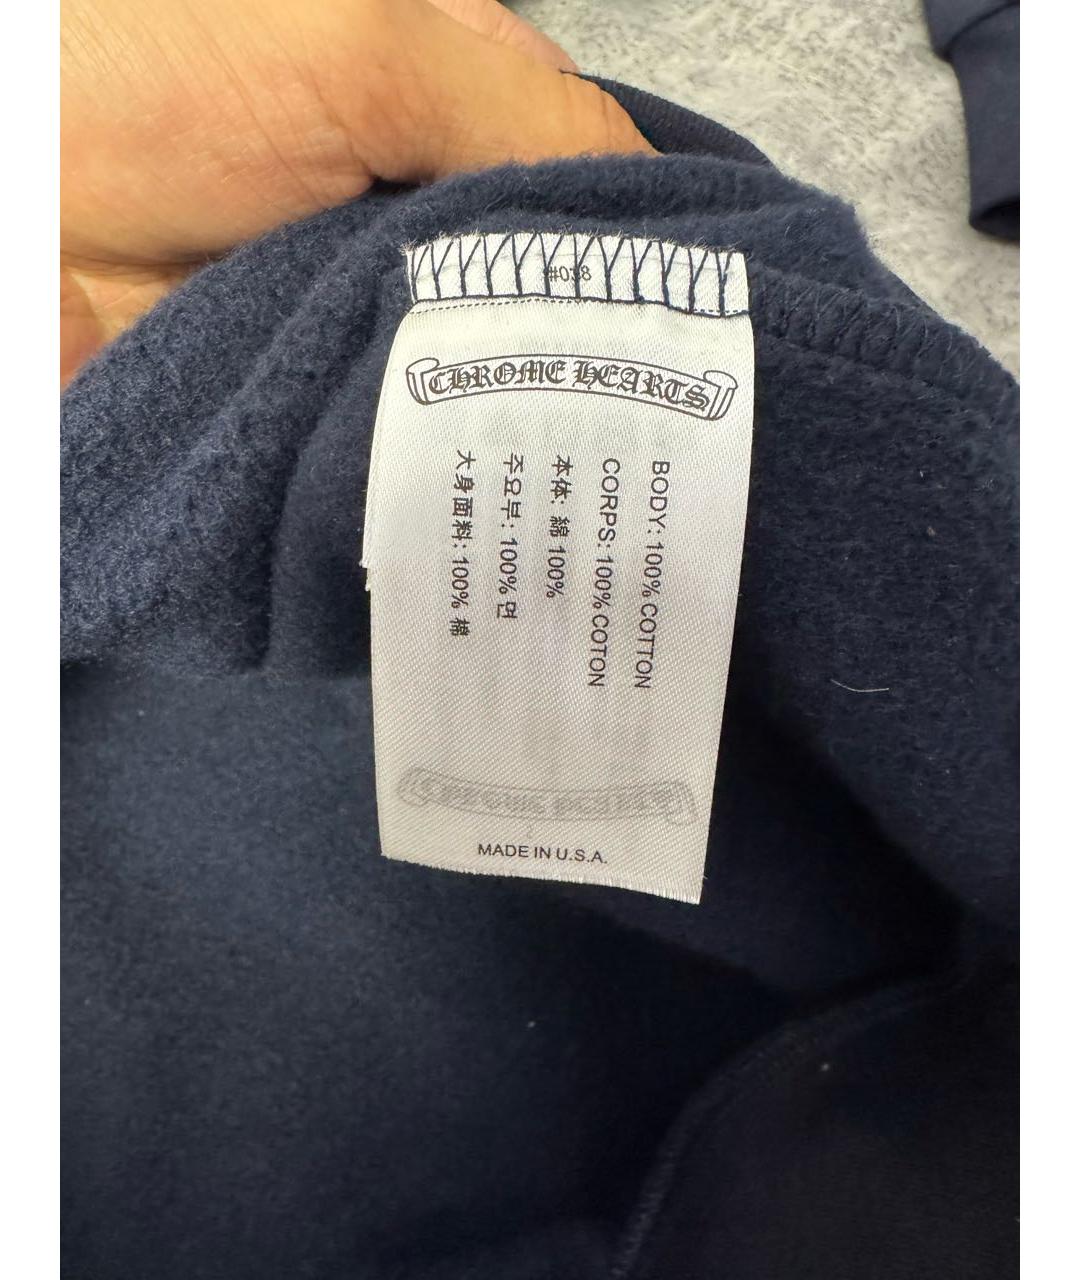 #038
CHROME HEARTS
BODY: 100% COTTON
CORPS: 100% COTON
本体: 綿 100%
주요부: 100% 면
大身面料: 100% 棉
MADE IN U.S.A.